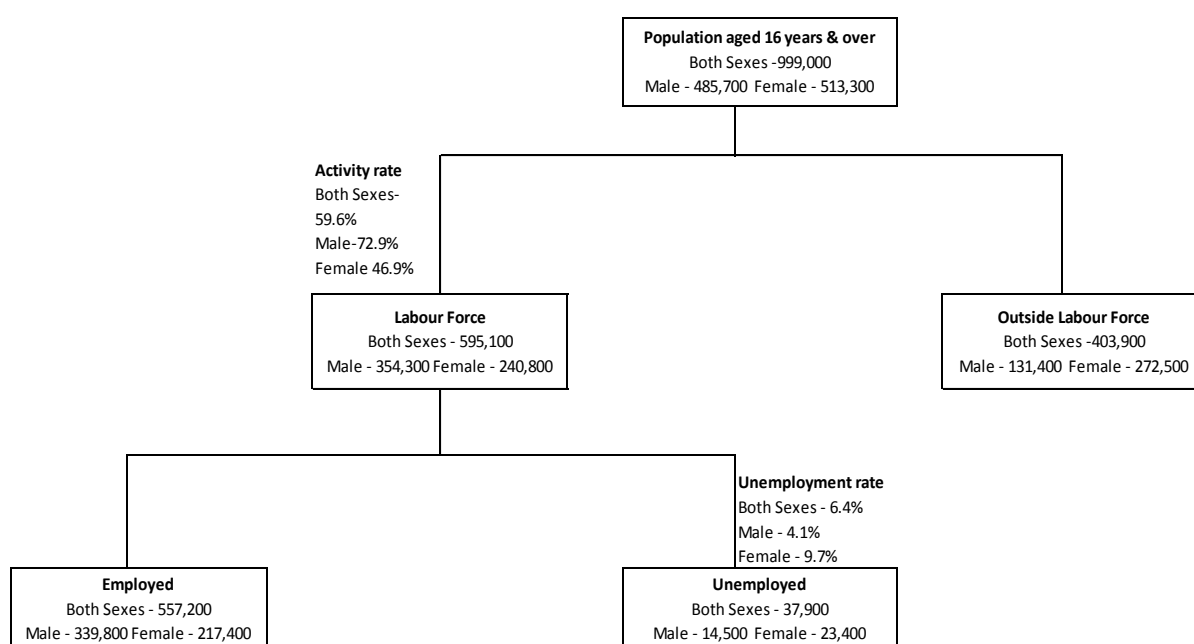 Population aged 16 years & over
Both Sexes -999,000
Male - 485,700 Female - 513,300
Activity rate
Both Sexes-
59.6%
Male-72.9%
Female 46.9%
Labour Force
Both Sexes - 595,100
Male - 354,300 Female - 240,800
Outside Labour Force
Both Sexes -403,900
Male - 131,400 Female - 272,500
Unemployment rate
Both Sexes - 6.4%
Male - 4.1%
Female - 9.7%
Employed
Both Sexes - 557,200
Male - 339,800 Female - 217,400
Unemployed
Both Sexes - 37,900
Male - 14,500 Female - 23,400